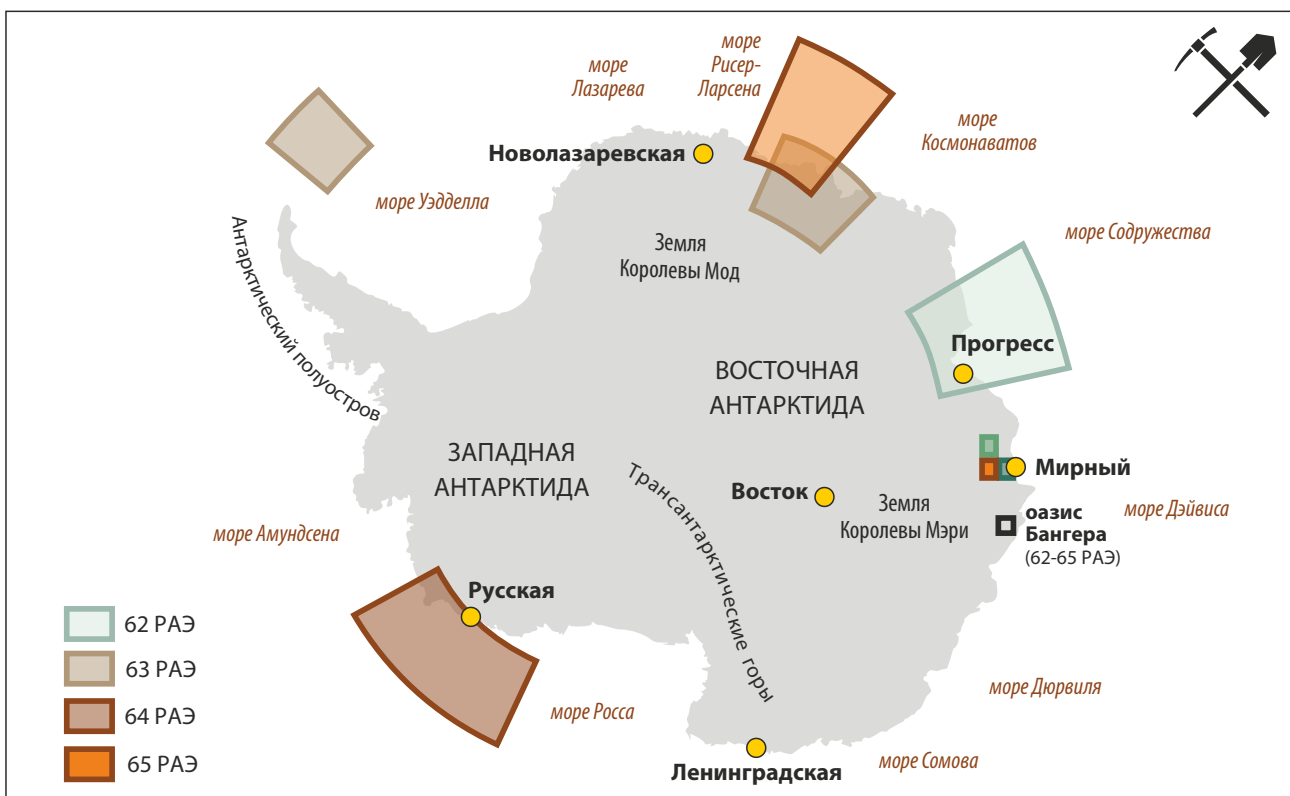 море
Рисер-
Ларсена
море
Лазарева
море
Космонаватов
Новолазаревская
море Уэдделла
Антарктический полуостров
Земля
Королевы Мод
море Содружества
Прогресс
ВОСТОЧНАЯ
АНТАРКТИДА
ЗАПАДНАЯ
АНТАРКТИДА
Трансантарктические горы
Мирный
Восток
Земля
Королевы Мэри
оазис
Бангера
(62-65 РАЭ)
море Дэйвиса
море Амундсена
Русская
62 РАЭ
63 РАЭ
64 РАЭ
65 РАЭ
море Росса
море Дюрвиля
Ленинградская
море Сомова